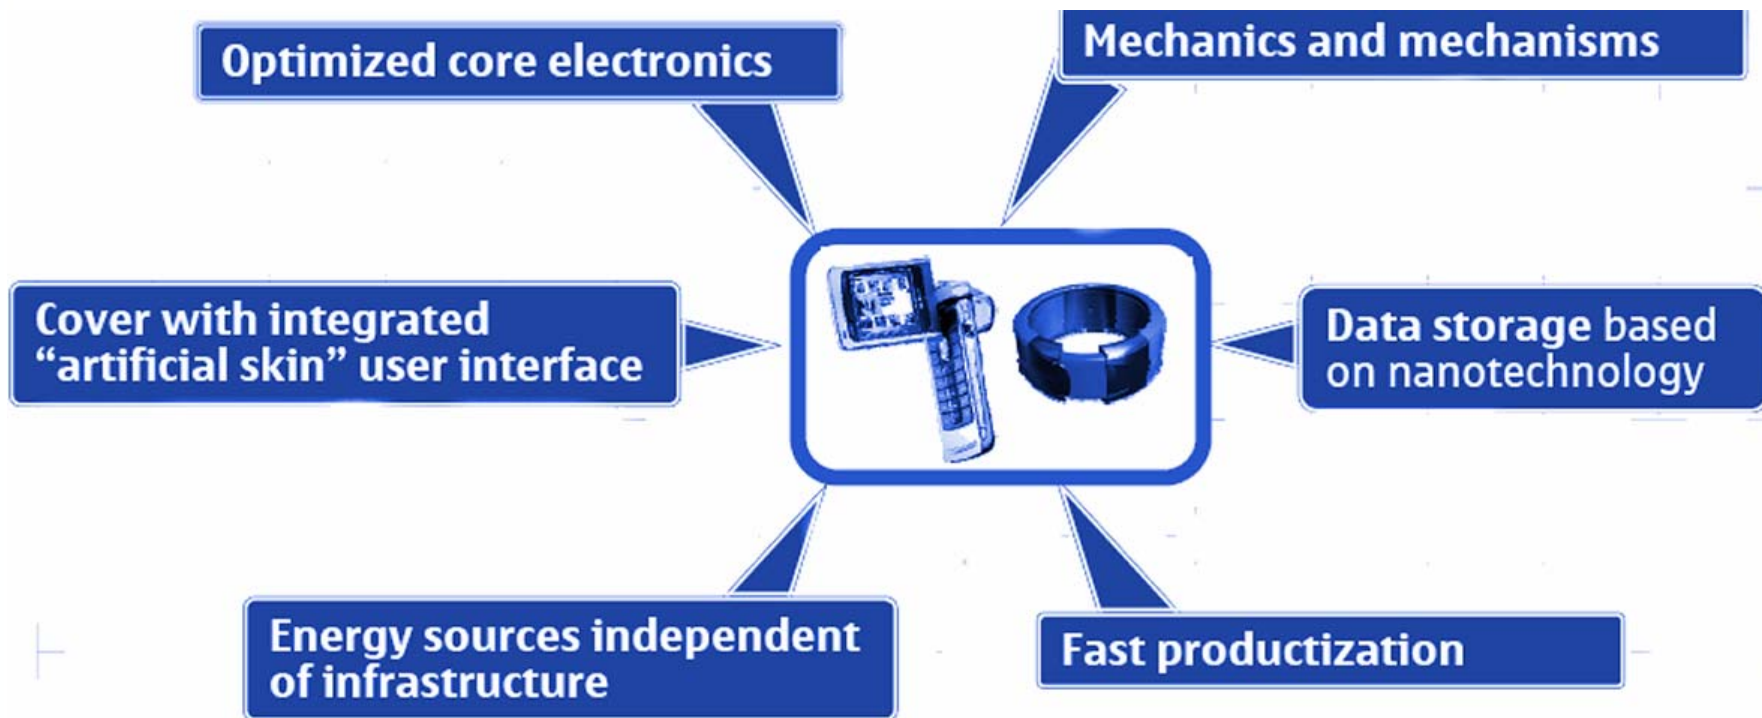 Optimized core electronics
Mechanics and mechanisms
Cover with integrated
“artificial skin” user interface
Data storage based
on nanotechnology
Energy sources independent
of infrastructure
Fast productization